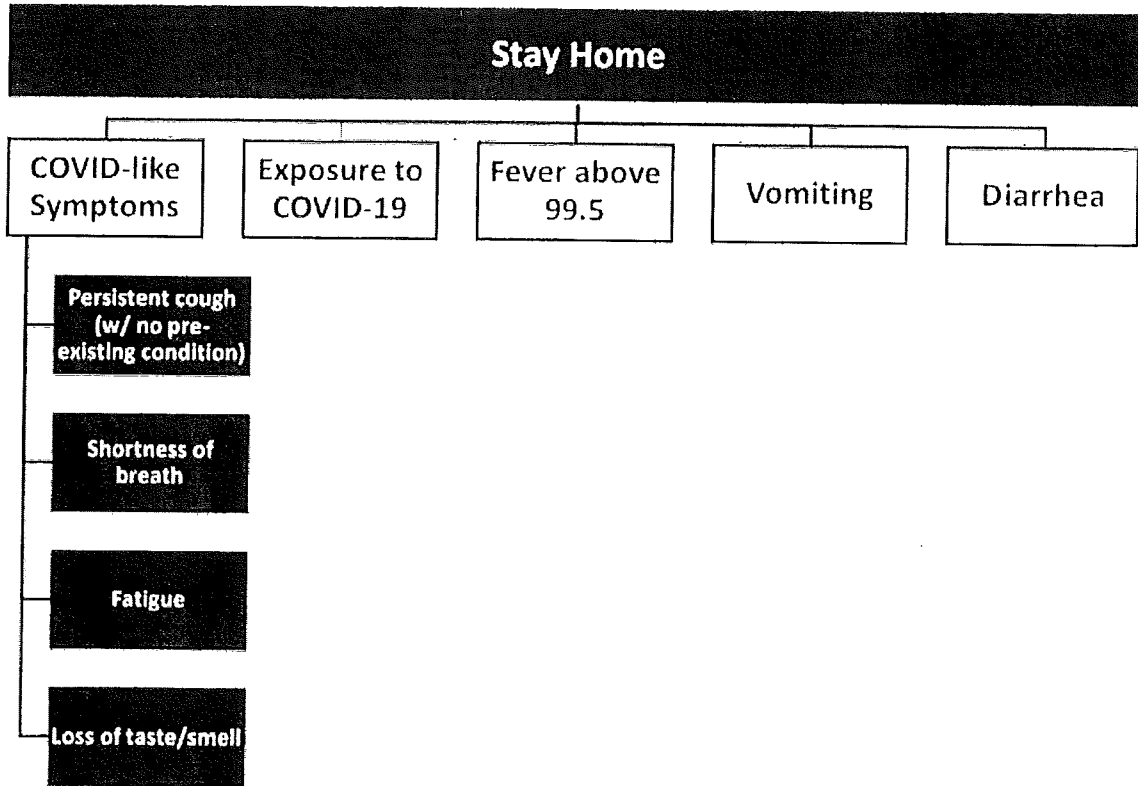 Stay Home
COVID-like
Symptoms
Exposure to
COVID-19
Fever above
99.5
Vomiting
Diarrhea
Persistent cough
(w/ no pre-
existing condition)
Shortness of
breath
Fatigue
Loss of taste/smell